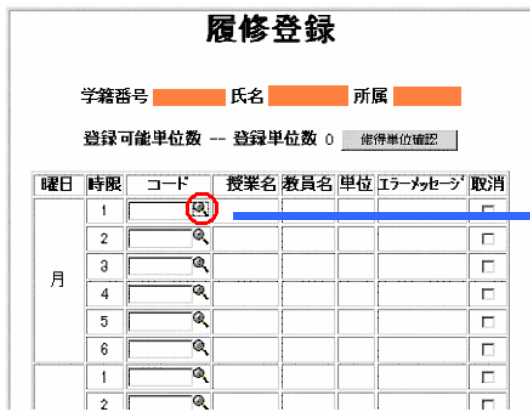 履修登録
学籍番号 氏名 所属
登録可能単位数 -- 登録単位数 0 修得単位確認
曜日 時限 コード 授業名 教員名 単位 エラーメッセージ 取消
月
1
2
3
4
5
6
1
2